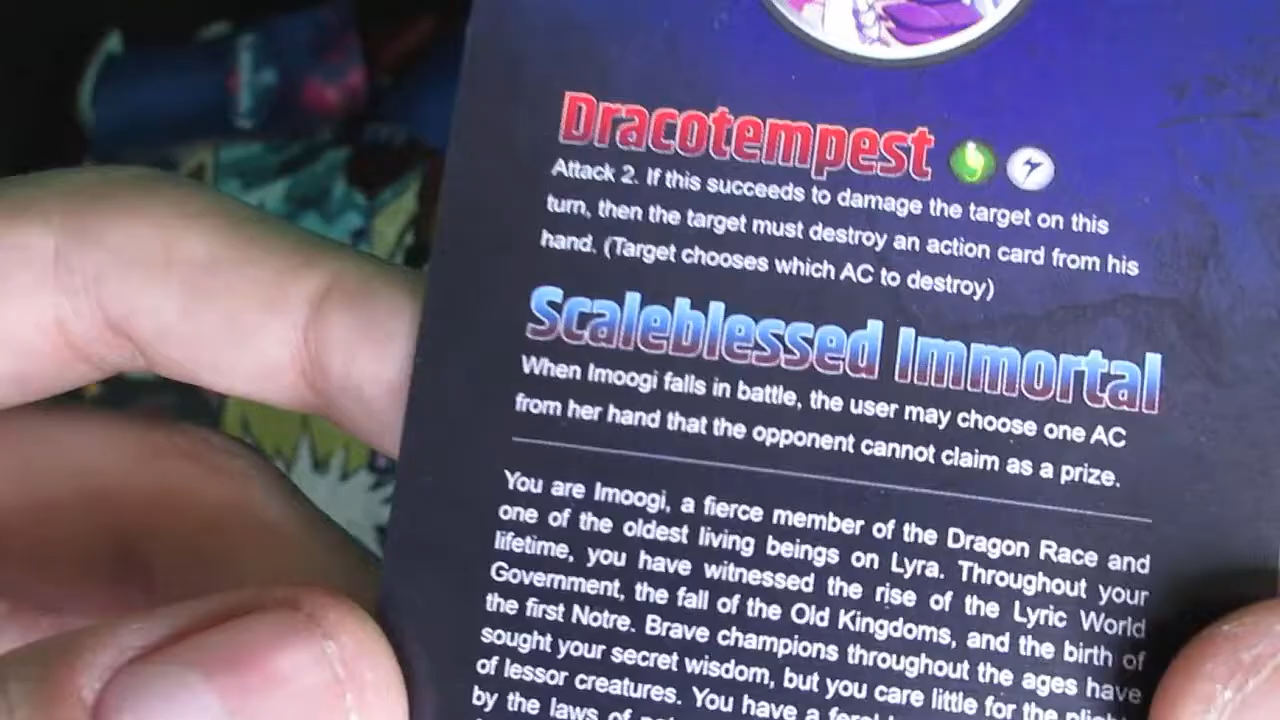 Dracotempest
Attack 2. If this succeeds to damage the target on this
turn, then the target must destroy an action card from his
hand. (Target chooses which AC to destroy)
Scaleblessed Immortal
When Imoogi falls in battle, the user may choose one AC
from her hand that the opponent cannot claim as a prize.
You are Imoogi, a fierce member of the Dragon Race and
one of the oldest living beings on Lyra. Throughout your
lifetime, you have witnessed the rise of the Lyric World
Government, the fall of the Old Kingdoms, and the birth of
the first Notre. Brave champions throughout the ages have
sought your secret wisdom, but you care little for the
of lessor creatures. You have a
by the laws of